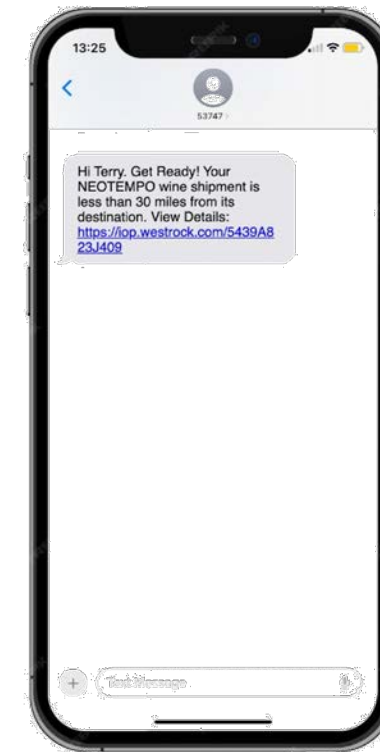 13:25
53747
Hi Terry. Get Ready! Your
NEOTEMPO wine shipment is
less than 30 miles from its
destination. View Details:
https://iop.westrock.com/5439A8
23J409
Text Message